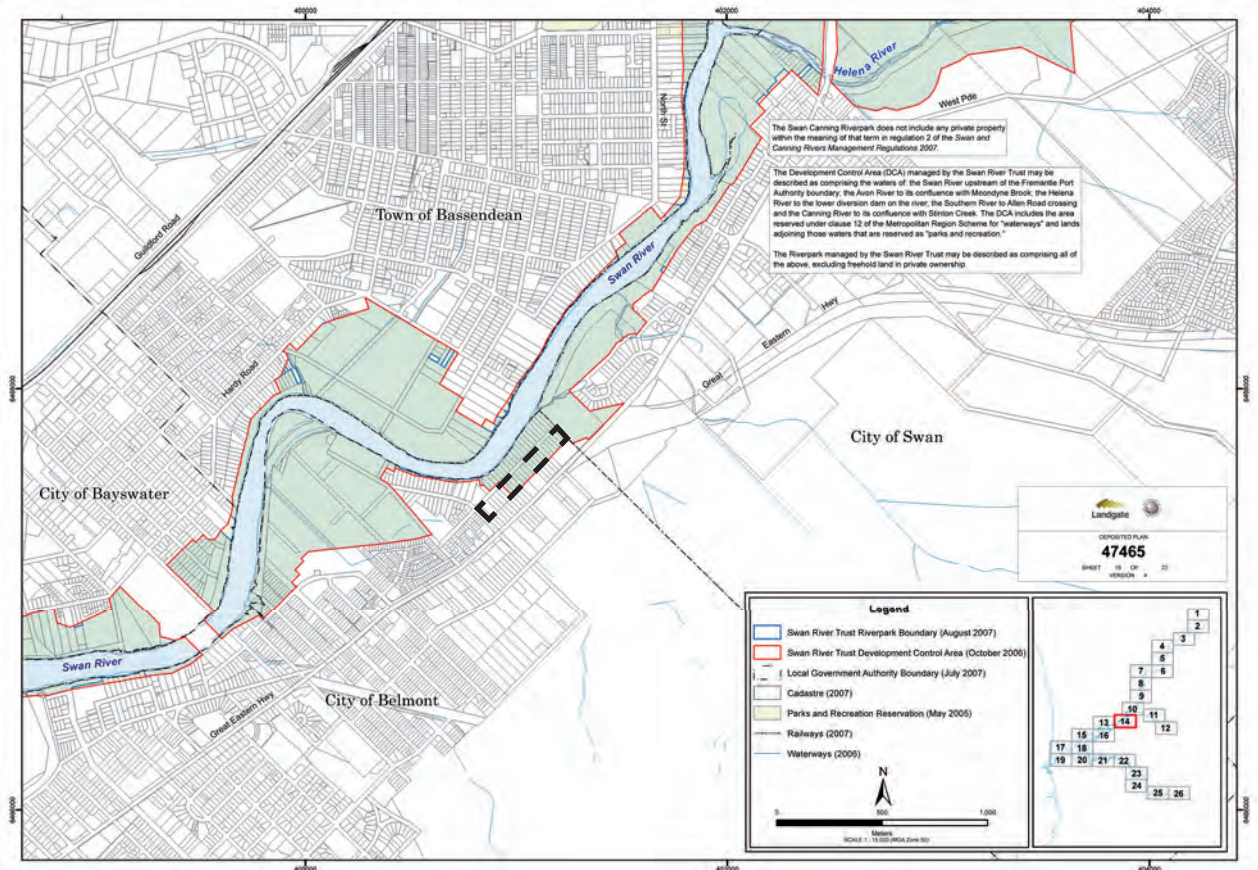 400000
402000
404000
Helena River
West Pde
North St
The Swan Canning Riverpark does not include any private property
within the meaning of that term in regulation 2 of the Swan and
Canning Rivers Management Regulations 2007.
The Development Control Area (DCA) managed by the Swan River Trust may be
described as comprising the waters of: the Swan River upstream of the Fremantle Port
Authority boundary; the Avon River to its confluence with Moondyne Brook; the Helena
River to the lower diversion dam on the river; the Southern River to Allen Road crossing
and the Canning River to its confluence with Stinton Creek. The DCA includes the area
reserved under clause 12 of the Metropolitan Region Scheme for "waterways" and lands
adjoining those waters that are reserved as "parks and recreation."
The Riverpark managed by the Swan River Trust may be described as comprising all of
the above, excluding freehold land in private ownership.
Guildford Road
Town of Bassendean
Swan River
Great Eastern Hwy
Hardy Road
City of Swan
City of Bayswater
Landgate
DEPOSITED PLAN
47465
SHEET 15 OF 22
VERSION
Swan River
Great Eastern Hwy
City of Belmont
Legend
Swan River Trust Riverpark Boundary (August 2007)
Swan River Trust Development Control Area (October 2006)
Local Government Authority Boundary (July 2007)
Cadastre (2007)
Parks and Recreation Reservation (May 2005)
Railways (2007)
Waterways (2006)
N
500
1,000
Meters
1
2
3
4
5
7
6
8
9
10
11
13
14
12
15
16
17
18
19
20
21
22
23
24
25
26
400000
402000
404000